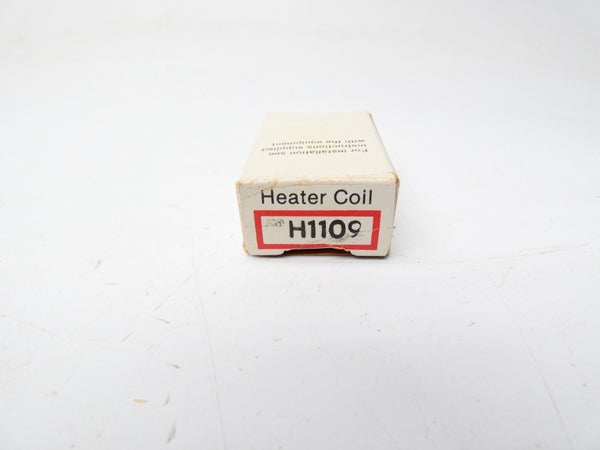 For installation see
instructions supplied
with the equipment
Heater Coil
H1109